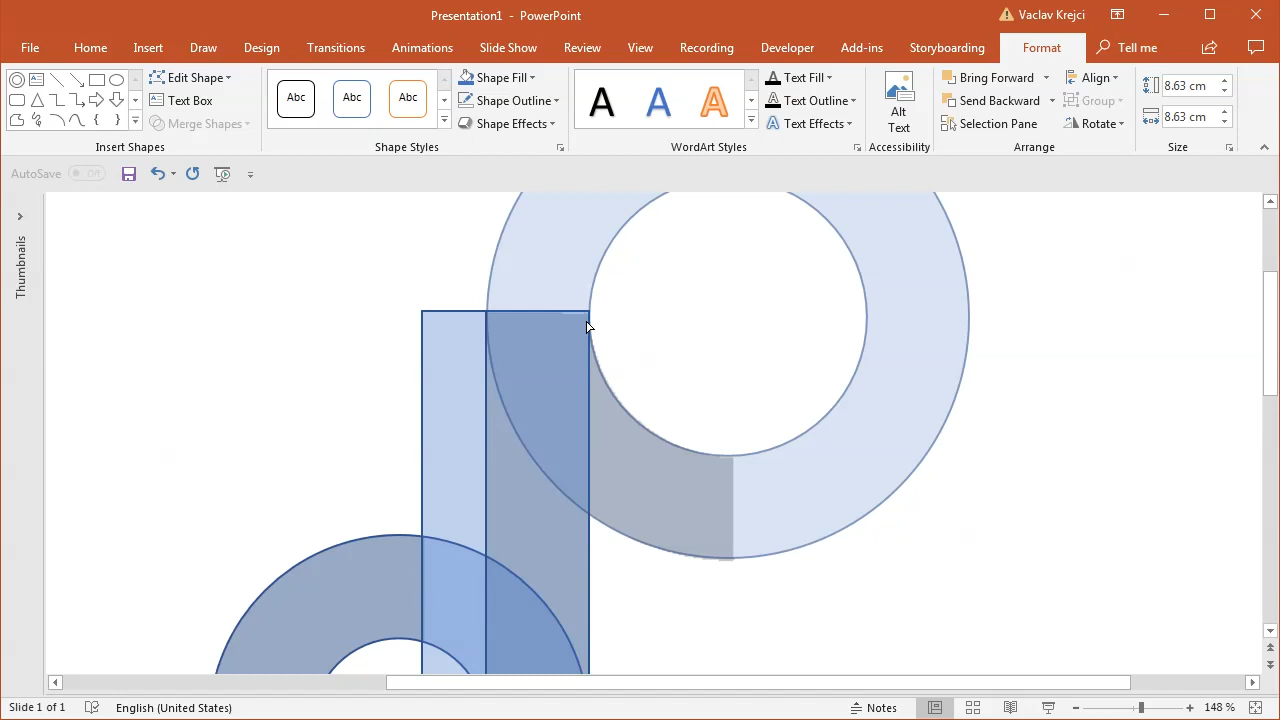 Presentation1 - PowerPoint
Vaclav Krejci
File Home Insert Draw Design Transitions Animations Slide Show Review View Recording Developer Add-ins Storyboarding Format Tell me
Edit Shape
Text Box
Merge Shapes
Insert Shapes
Abc Abc Abc
Shape Fill
Shape Outline
Shape Effects
Shape Styles
A A A
Text Fill
Text Outline
Text Effects
WordArt Styles
Alt
Text
Accessibility
Bring Forward
Send Backward
Selection Pane
Align
Group
Rotate
Arrange
8.63 cm
8.63 cm
Size
AutoSave Off
Thumbnails
Slide 1 of 1 English (United States) Notes 148 %